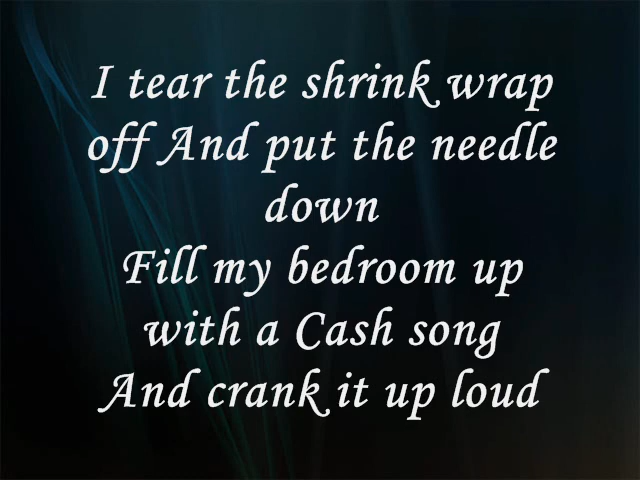 I tear the shrink wrap
off And put the needle
down
Fill my bedroom up
with a Cash song
And crank it up loud